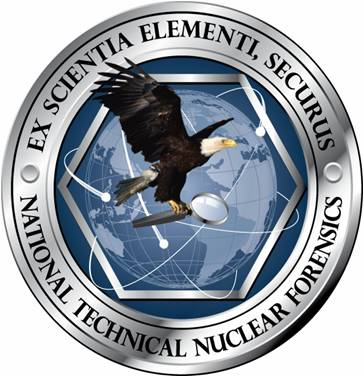 EX SCIENTIA ELEMENTI, SECURUS
NATIONAL TECHNICAL NUCLEAR FORENSICS